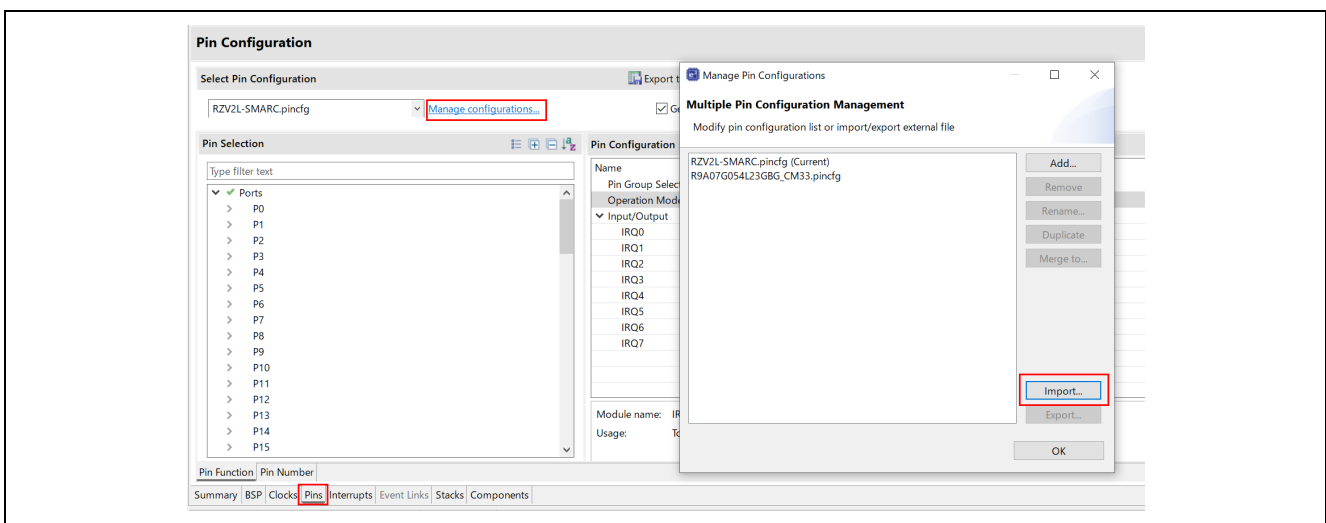 Pin Configuration
Select Pin Configuration
Export t
RZV2L-SMARC.pincfg
Manage configurations...
Ge
Pin Selection
Type filter text
Ports
P0
P1
P2
P3
P4
P5
P6
P7
P8
P9
P10
P11
P12
P13
P14
P15
Pin Configuration
Name
Pin Group Selec
Operation Mode
Input/Output
IRQ0
IRQ1
IRQ2
IRQ3
IRQ4
IRQ5
IRQ6
IRQ7
Module name: IR
Usage: To
Pin Function Pin Number
Summary BSP Clocks Pins Interrupts Event Links Stacks Components
Manage Pin Configurations
Multiple Pin Configuration Management
Modify pin configuration list or import/export external file
RZV2L-SMARC.pincfg (Current)
R9A07G054L23GBG_CM33.pincfg
Add...
Remove
Rename...
Duplicate
Merge to...
Import...
Export...
OK